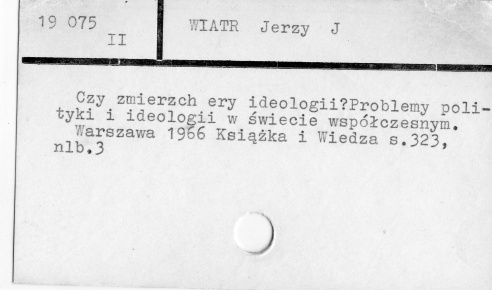 19 075
II
WIATR Jerzy J
Czy zmierzch ery ideologii?Problemy poli-
tyki i ideologii w świecie współczesnym.
Warszawa 1966 Książka i Wiedza s.323,
nlb.3